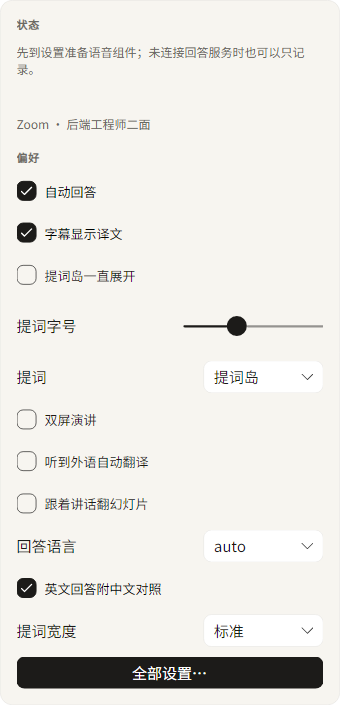 状态
先到设置准备语音组件；未连接回答服务时也可以只记
录。
Zoom · 后端工程师二面
偏好
自动回答
字幕显示译文
提词岛一直展开
提词字号
提词
提词岛
双屏演讲
听到外语自动翻译
跟着讲话翻幻灯片
回答语言
auto
英文回答附中文对照
提词宽度
标准
全部设置…